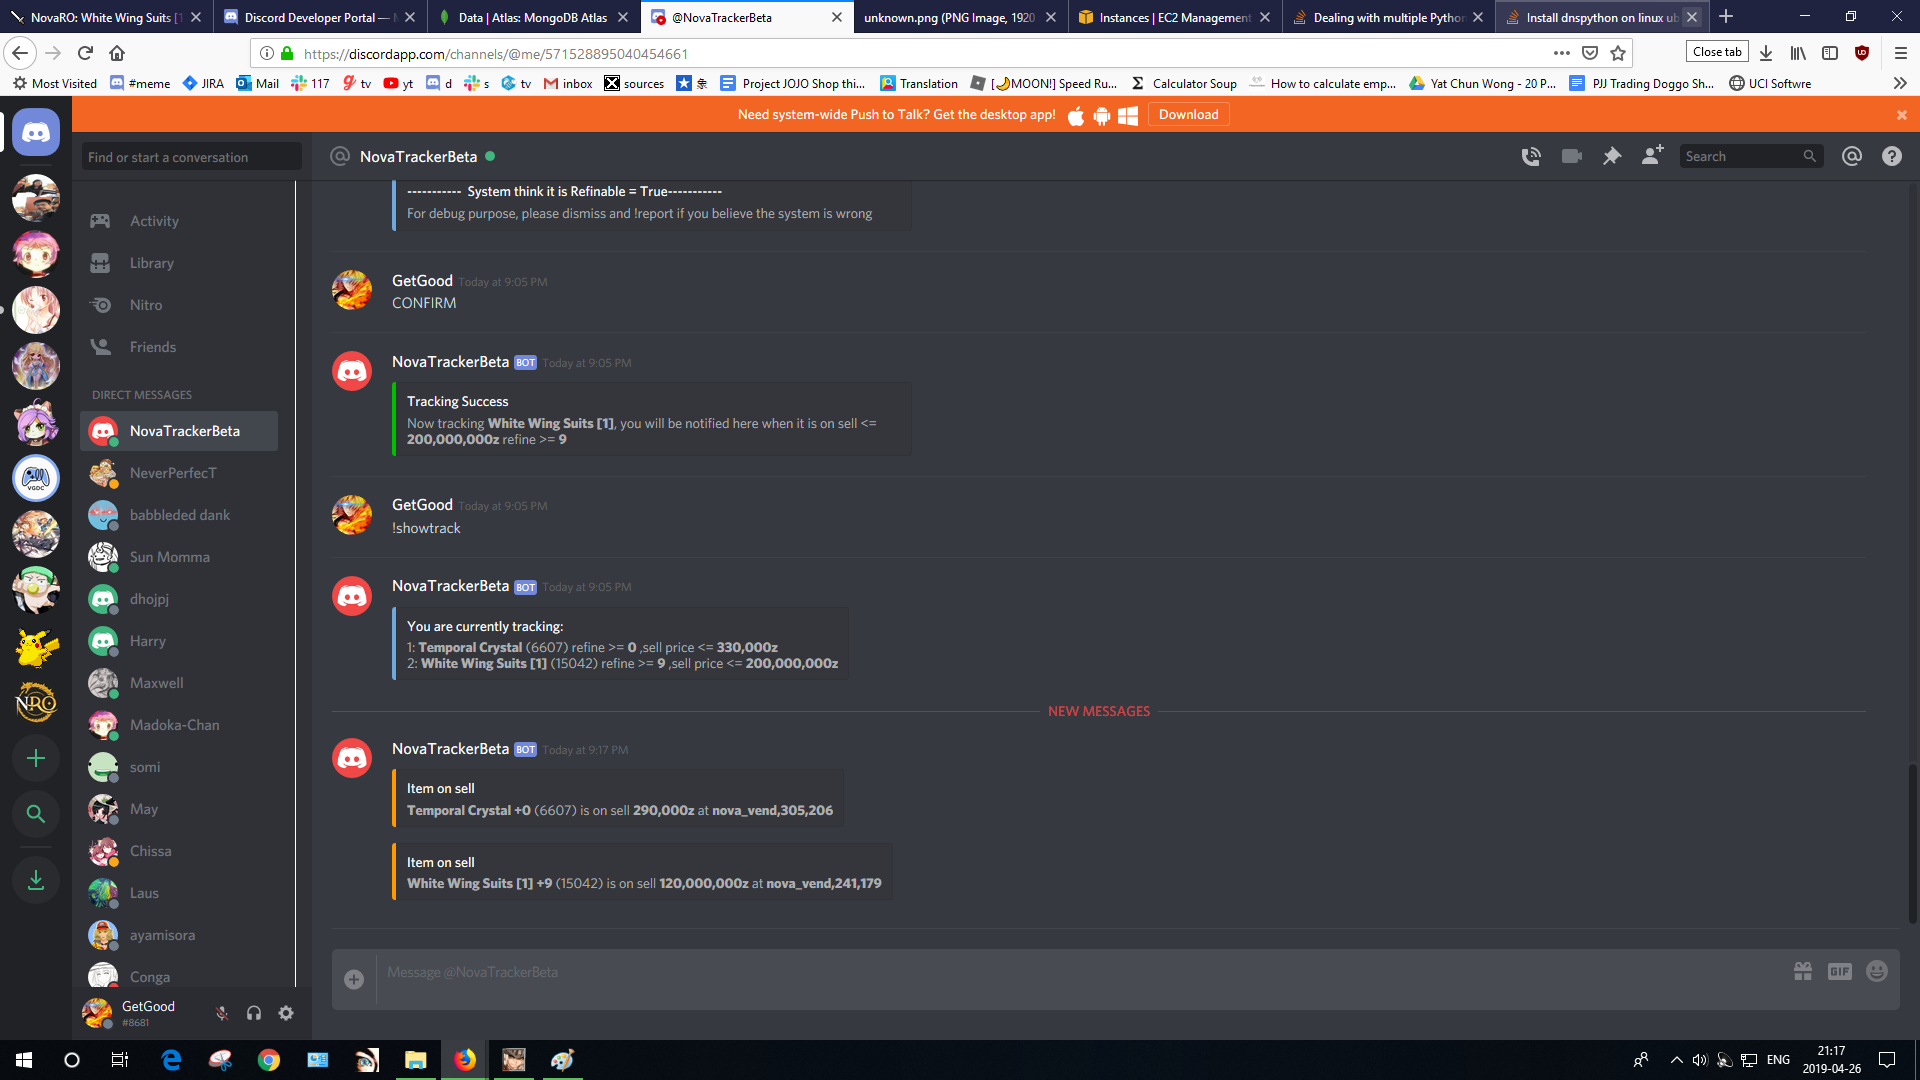 NovaRO: White Wing Suits [1
Discord Developer Portal — M
Data | Atlas: MongoDB Atlas
@NovaTrackerBeta
unknown.png (PNG Image, 1920
Instances | EC2 Management
Dealing with multiple Python
Install dnspython on linux ub
https://discordapp.com/channels/@me/571528895040454661
Close tab
Most Visited
#meme
JIRA
Mail
117
tv
yt
d
s
tv
inbox
sources
Project JOJO Shop thi...
Translation
[🌙MOON!] Speed Ru...
Calculator Soup
How to calculate emp...
Yat Chun Wong - 20 P...
PJJ Trading Doggo Sh...
UCI Softwre
Need system-wide Push to Talk? Get the desktop app!
Download
Find or start a conversation
@ NovaTrackerBeta
Search
Activity
Library
Nitro
Friends
DIRECT MESSAGES
NovaTrackerBeta
NeverPerfecT
babbleded dank
Sun Momma
dhojpj
Harry
Maxwell
Madoka-Chan
somi
May
Chissa
Laus
ayamisora
Conga
VGDC
NRO
GetGood
#8681
----------- System think it is Refinable = True-----------
For debug purpose, please dismiss and !report if you believe the system is wrong
GetGood Today at 9:05 PM
CONFIRM
NovaTrackerBeta BOT Today at 9:05 PM
Tracking Success
Now tracking White Wing Suits [1], you will be notified here when it is on sell <=
200,000,000z refine >= 9
GetGood Today at 9:05 PM
!showtrack
NovaTrackerBeta BOT Today at 9:05 PM
You are currently tracking:
1: Temporal Crystal (6607) refine >= 0 ,sell price <= 330,000z
2: White Wing Suits [1] (15042) refine >= 9 ,sell price <= 200,000,000z
NEW MESSAGES
NovaTrackerBeta BOT Today at 9:17 PM
Item on sell
Temporal Crystal +0 (6607) is on sell 290,000z at nova_vend,305,206
Item on sell
White Wing Suits [1] +9 (15042) is on sell 120,000,000z at nova_vend,241,179
Message @NovaTrackerBeta
GIF
ENG
21:17
2019-04-26